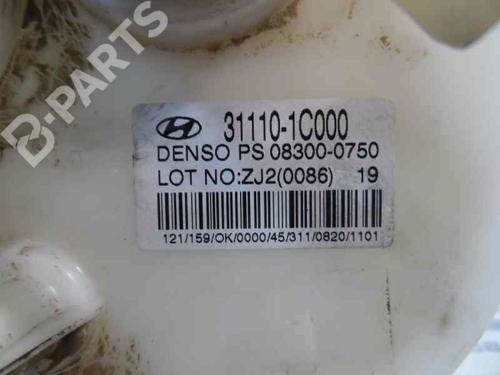 B-PARTS
31110-1C000
DENSO PS 08300-0750
LOT NO:ZJ2(0086) 19
121/159/OK/0000/45/311/0820/1101